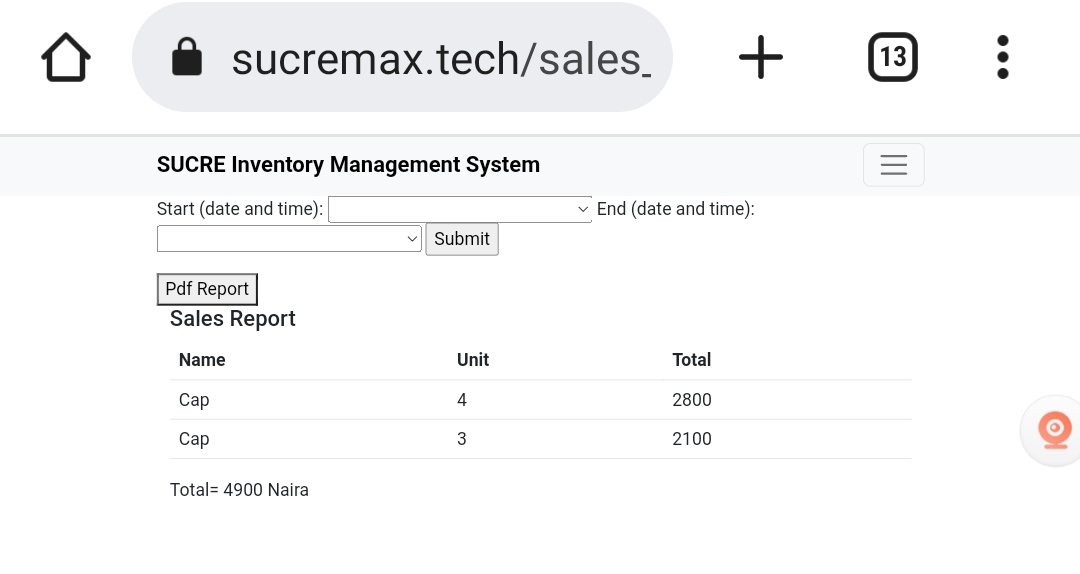 sucremax.tech/sales_
13
SUCRE Inventory Management System
Start (date and time): End (date and time):
Submit
Pdf Report
Sales Report
Name Unit Total
Cap 4 2800
Cap 3 2100
Total= 4900 Naira